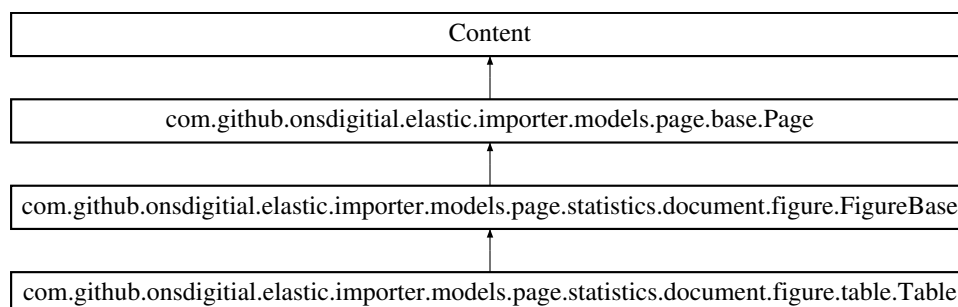 Content
com.github.onsdigitial.elastic.importer.models.page.base.Page
com.github.onsdigitial.elastic.importer.models.page.statistics.document.figure.FigureBase
com.github.onsdigitial.elastic.importer.models.page.statistics.document.figure.table.Table